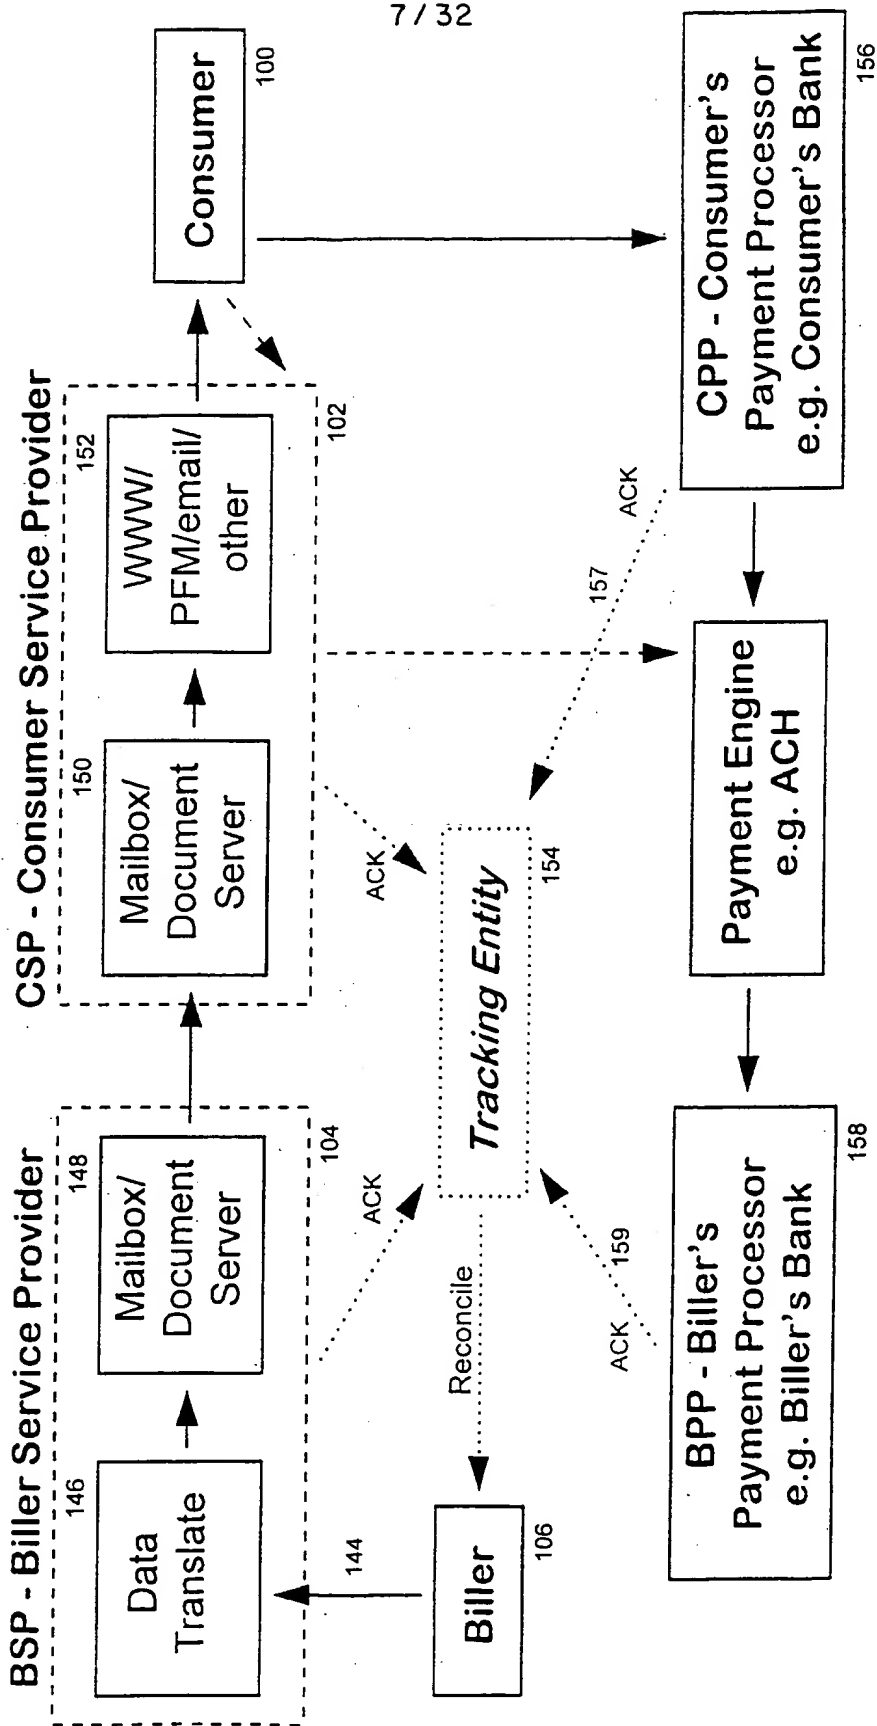 7/32
BSP - Biller Service Provider
146
Data
Translate
148
Mailbox/
Document
Server
104
CSP - Consumer Service Provider
150
Mailbox/
Document
Server
152
WWW/
PFM/email/
other
102
Consumer
100
144
Biller
106
Reconcile
ACK
Tracking Entity
154
ACK
157
ACK
159
ACK
BPP - Biller's
Payment Processor
e.g. Biller's Bank
158
Payment Engine
e.g. ACH
CPP - Consumer's
Payment Processor
e.g. Consumer's Bank
156